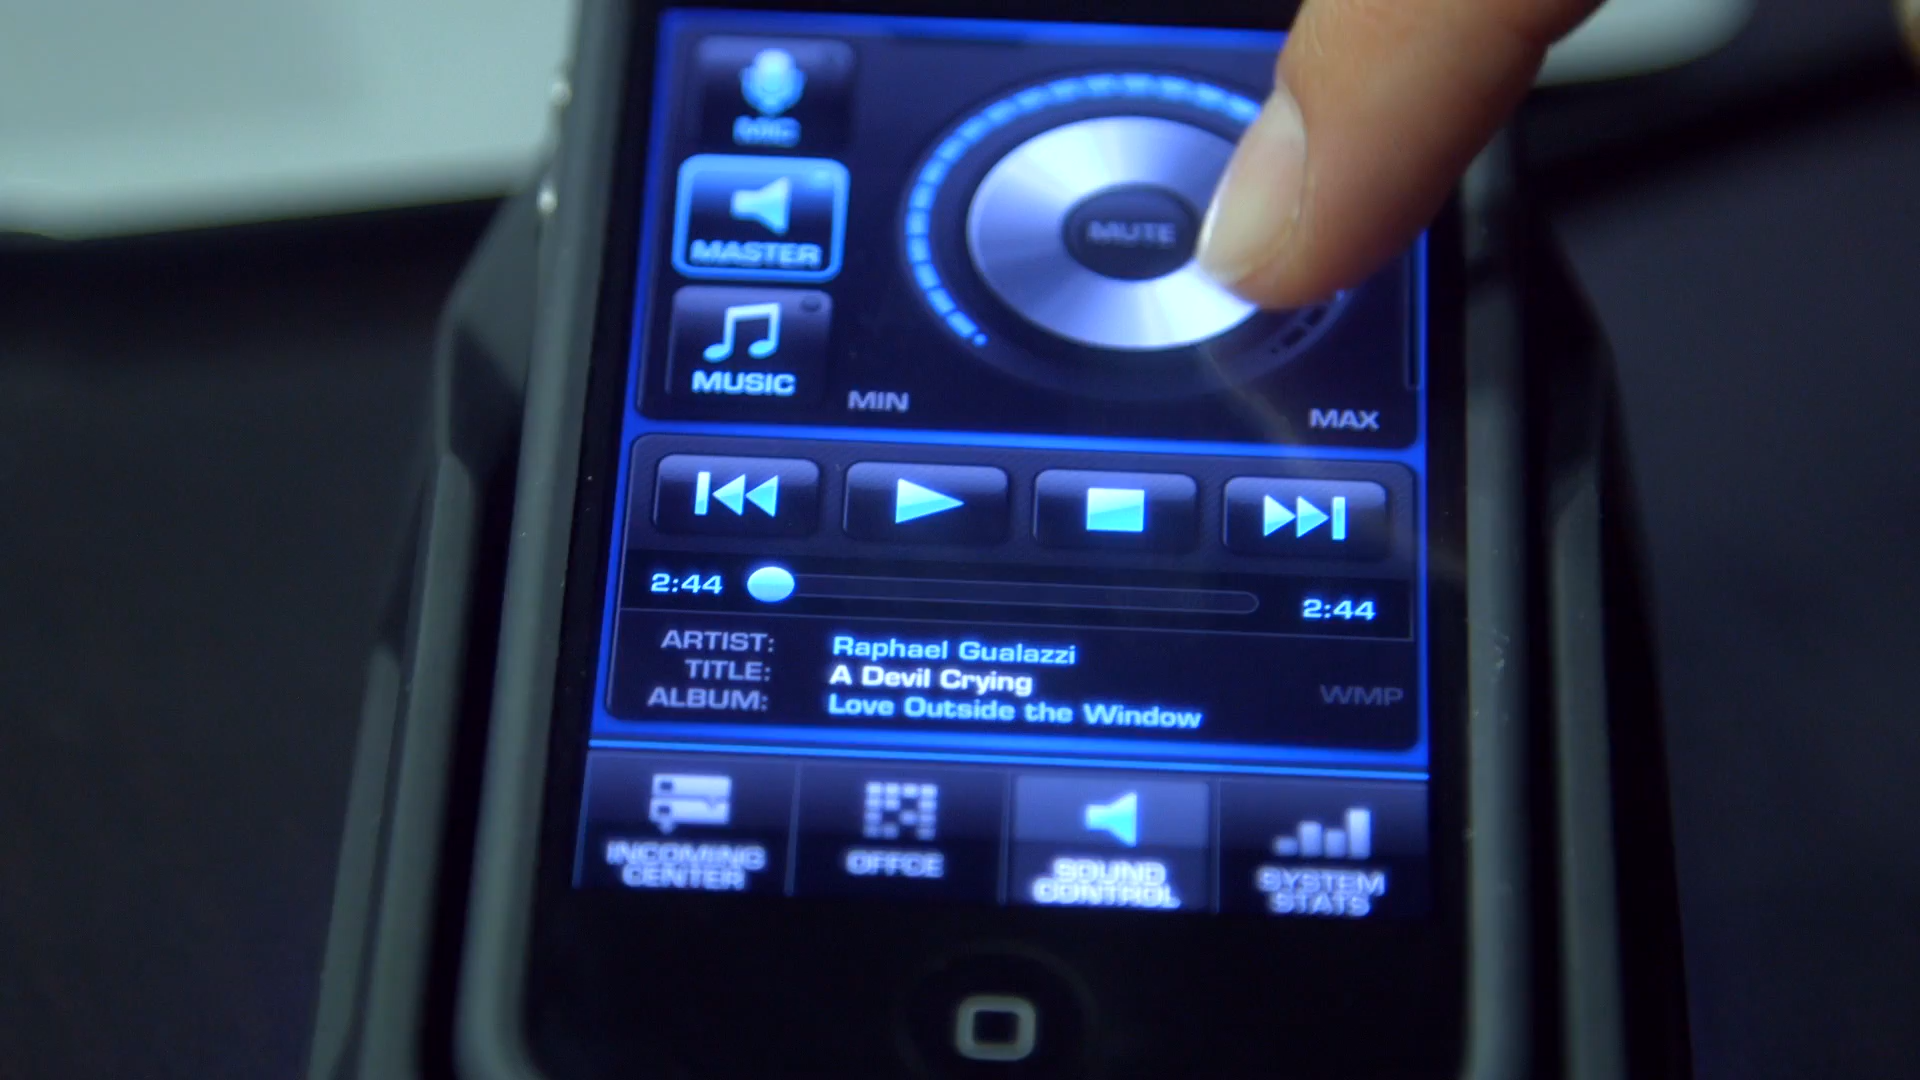 MIC
MASTER
MUSIC
MUTE
MIN
MAX
2:44
2:44
ARTIST: Raphael Gualazzi
TITLE: A Devil Crying
ALBUM: Love Outside the Window
WMP
INCOMING
CENTER
OFFCE
SOUND
CONTROL
SYSTEM
STATS